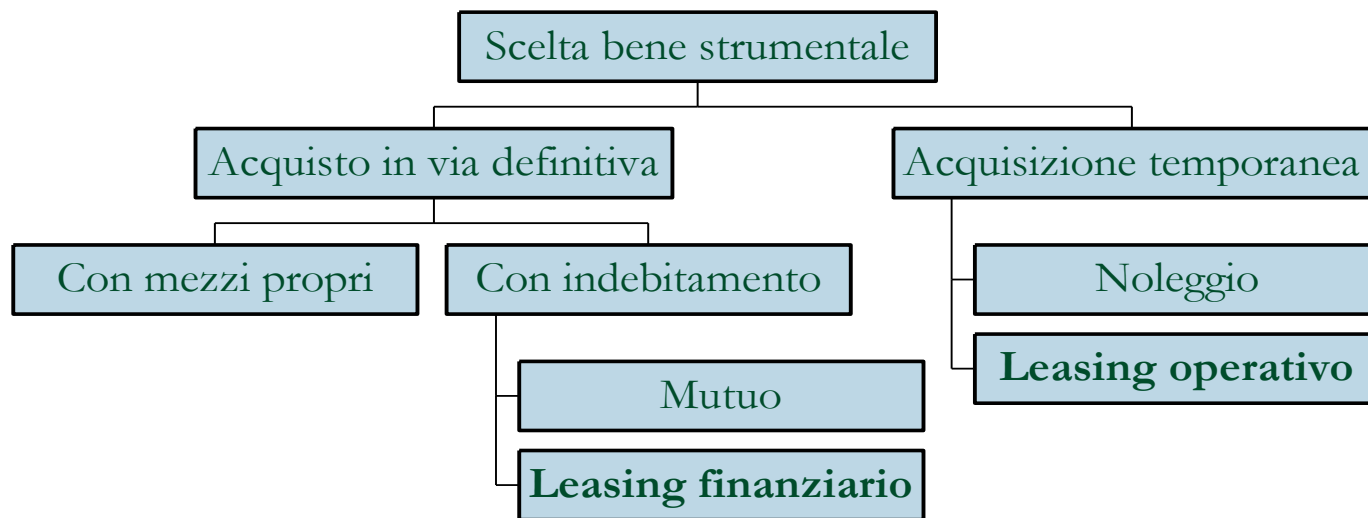 Scelta bene strumentale
Acquisto in via definitiva
Acquisizione temporanea
Con mezzi propri
Con indebitamento
Noleggio
Leasing operativo
Mutuo
Leasing finanziario